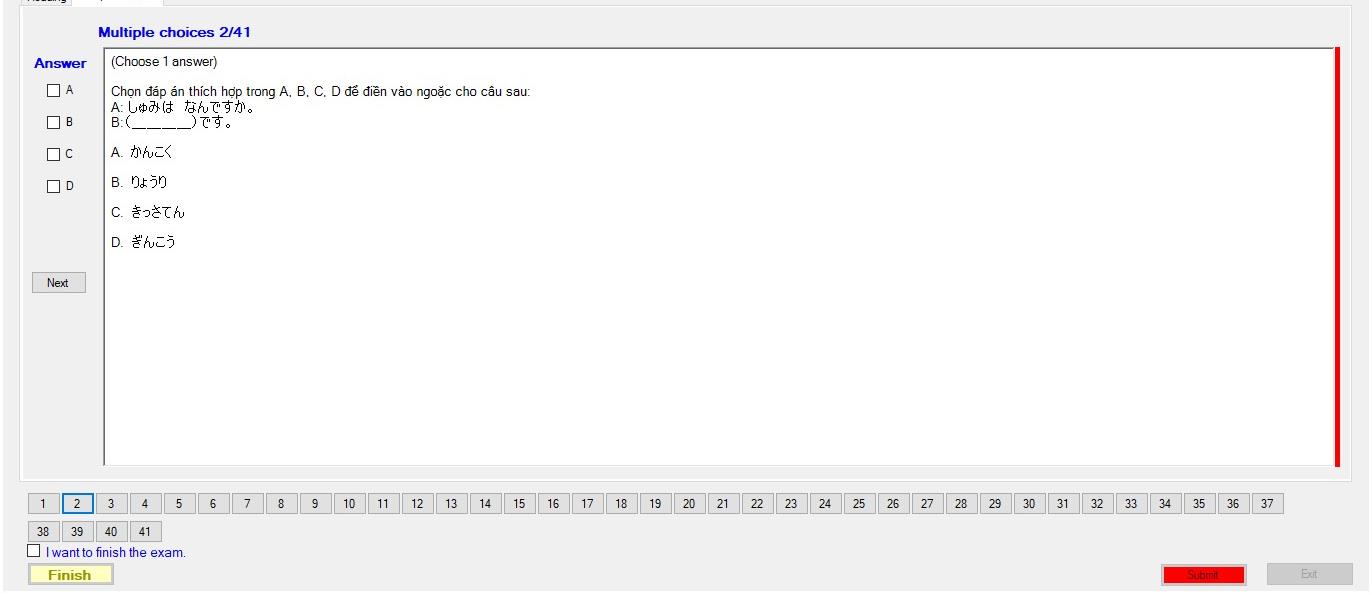 Multiple choices 2/41
Answer
A
B
C
D
Next
(Choose 1 answer)
Chọn đáp án thích hợp trong A, B, C, D để điền vào ngoặc cho câu sau:
A: しゅみは なんですか。
B:(________)です。
A. かんこく
B. りょうり
C. きっさてん
D. ぎんこう
1 2 3 4 5 6 7 8 9 10 11 12 13 14 15 16 17 18 19 20 21 22 23 24 25 26 27 28 29 30 31 32 33 34 35 36 37
38 39 40 41
I want to finish the exam.
Finish
Submit
Exit